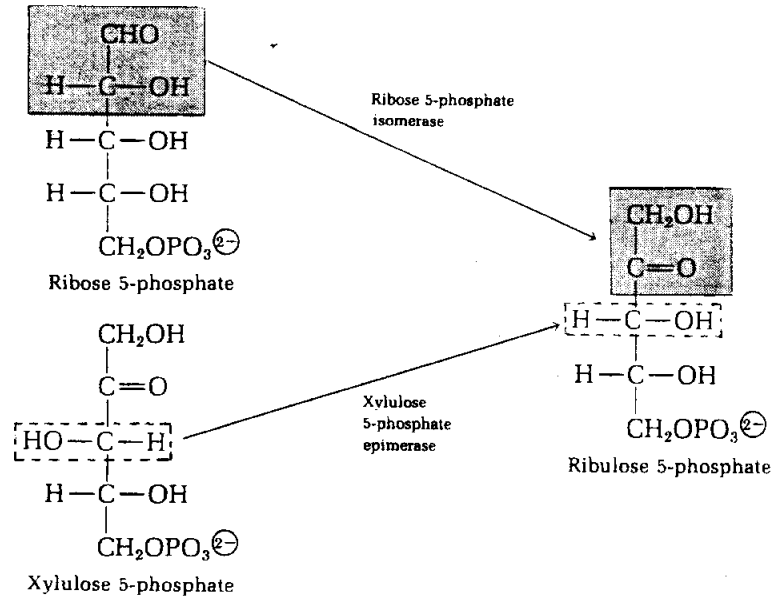 CHO
H—C—OH
H—C—OH
H—C—OH
CH₂OPO₃²⁻
Ribose 5-phosphate
Ribose 5-phosphate
isomerase
CH₂OH
C=O
H—C—OH
H—C—OH
CH₂OPO₃²⁻
Ribulose 5-phosphate
CH₂OH
C=O
HO—C—H
H—C—OH
CH₂OPO₃²⁻
Xylulose 5-phosphate
Xylulose
5-phosphate
epimerase